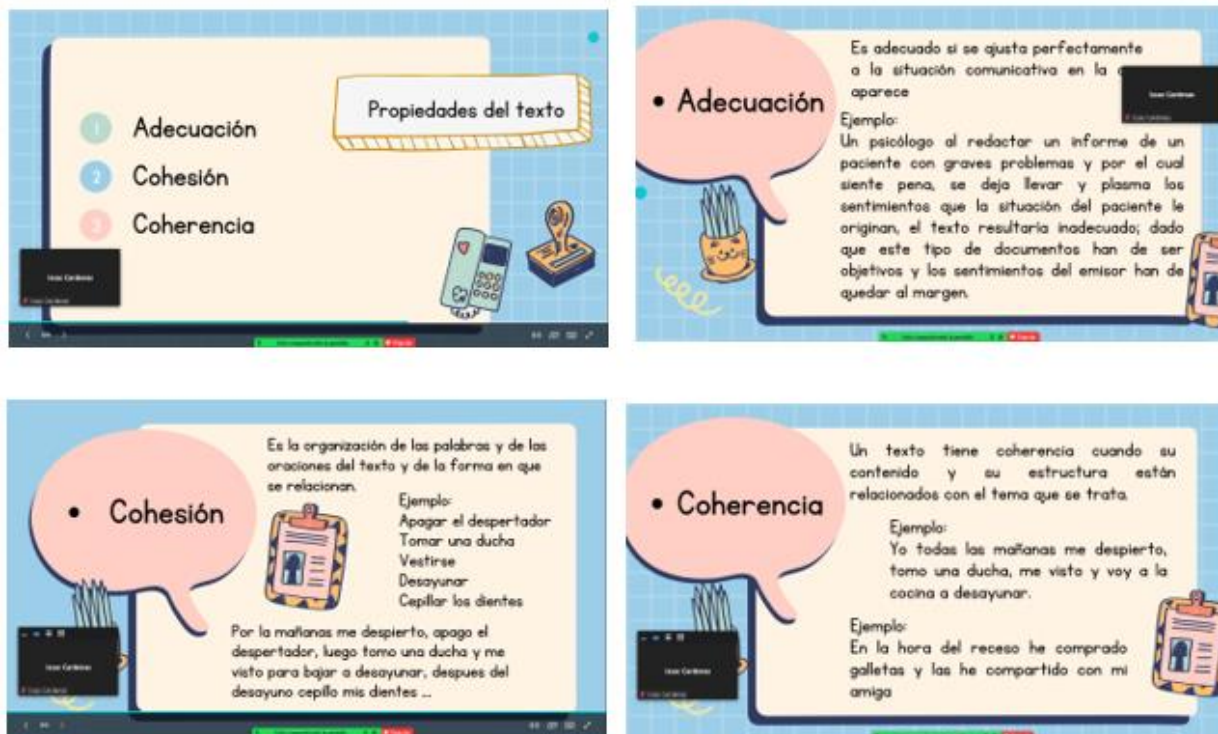 Propiedades del texto
1 Adecuación
2 Cohesión
3 Coherencia
• Adecuación
Es adecuado si se ajusta perfectamente
a la situación comunicativa en la
aparece
Ejemplo:
Un psicólogo al redactar un informe de un
paciente con graves problemas y por el cual
siente pena, se deja llevar y plasma los
sentimientos que la situación del paciente le
originan, el texto resultaría inadecuado; dado
que este tipo de documentos han de ser
objetivos y los sentimientos del emisor han de
quedar al margen.
• Cohesión
Es la organización de las palabras y de las
oraciones del texto y de la forma en que
se relacionan.
Ejemplo:
Apagar el despertador
Tomar una ducha
Vestirse
Desayunar
Cepillar los dientes
Por la mañanas me despierto, apago el
despertador, luego tomo una ducha y me
visto para bajar a desayunar, despues del
desayuno cepillo mis dientes ...
• Coherencia
Un texto tiene coherencia cuando su
contenido y su estructura están
relacionados con el tema que se trata.
Ejemplo:
Yo todas las mañanas me despierto,
tomo una ducha, me visto y voy a la
cocina a desayunar.
Ejemplo:
En la hora del receso he comprado
galletas y las he compartido con mi
amiga